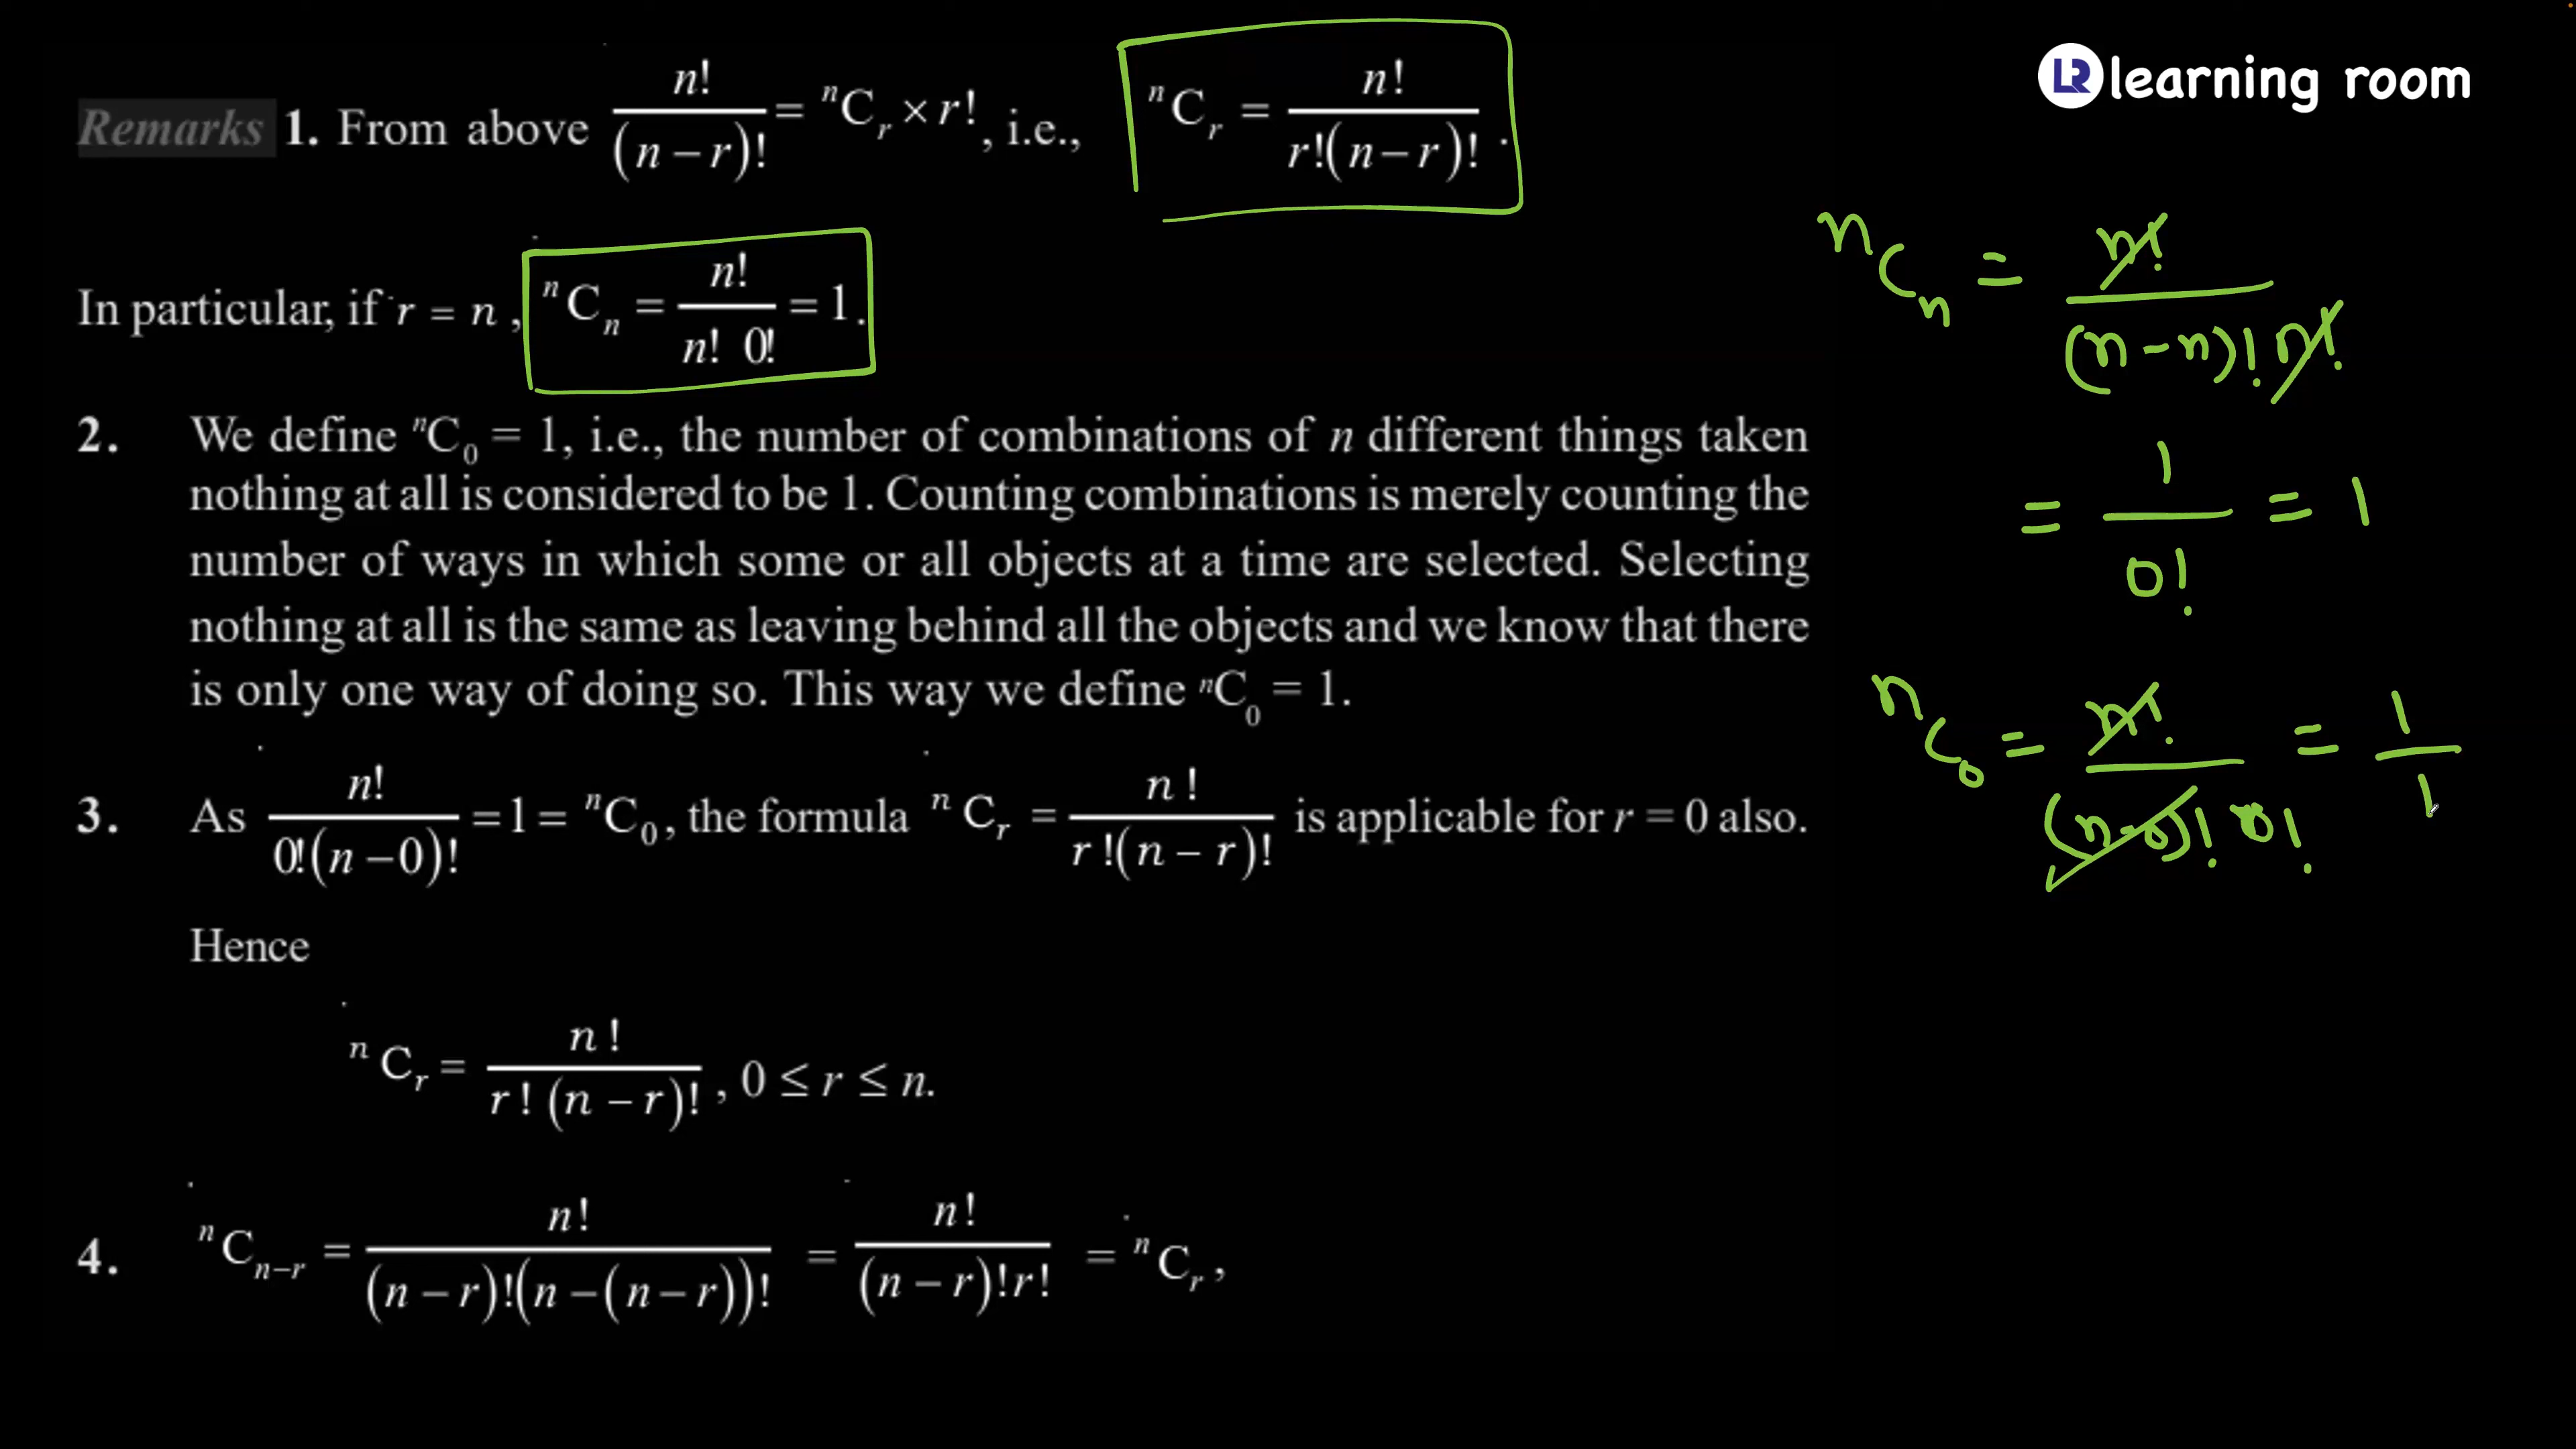 learning room
Remarks 1. From above n!/(n − r)! = ⁿCᵣ × r!, i.e., ⁿCᵣ = n!/(r!(n − r)!).
In particular, if r = n, ⁿCₙ = n!/(n! 0!) = 1.
2. We define ⁿC₀ = 1, i.e., the number of combinations of n different things taken
nothing at all is considered to be 1. Counting combinations is merely counting the
number of ways in which some or all objects at a time are selected. Selecting
nothing at all is the same as leaving behind all the objects and we know that there
is only one way of doing so. This way we define ⁿC₀ = 1.
3. As n!/(0!(n − 0)!) = 1 = ⁿC₀, the formula ⁿCᵣ = n!/(r!(n − r)!) is applicable for r = 0 also.
Hence
ⁿCᵣ = n!/(r! (n − r)!), 0 ≤ r ≤ n.
4. ⁿCₙ₋ᵣ = n!/((n − r)!(n − (n − r))!) = n!/((n − r)!r!) = ⁿCᵣ,
ⁿCₙ = n!/((n − n)! n!)
= 1/0! = 1
ⁿC₀ = n!/((n − 0)! 0!) = 1/1